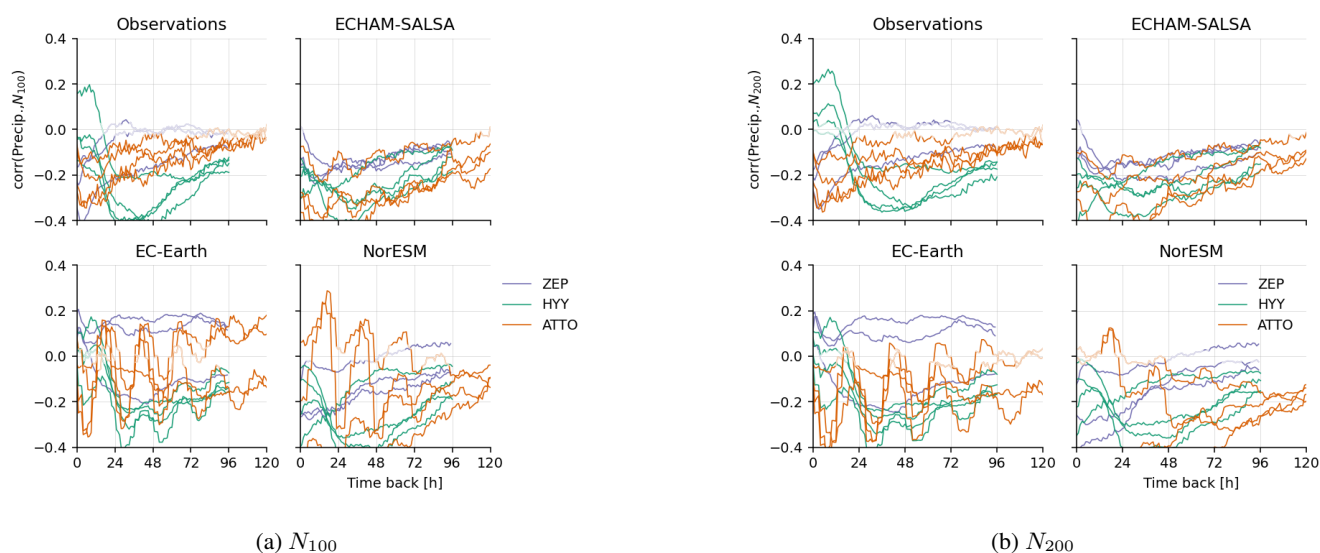 Observations
ECHAM-SALSA
0.4
0.2
0.0
−0.2
−0.4
corr(Precip.,N100)
EC-Earth
NorESM
0.4
0.2
0.0
−0.2
−0.4
0 24 48 72 96 120
0 24 48 72 96 120
Time back [h]
ZEP
HYY
ATTO
(a) N100
Observations
ECHAM-SALSA
0.4
0.2
0.0
−0.2
−0.4
corr(Precip.,N200)
EC-Earth
NorESM
0.4
0.2
0.0
−0.2
−0.4
0 24 48 72 96 120
0 24 48 72 96 120
Time back [h]
ZEP
HYY
ATTO
(b) N200